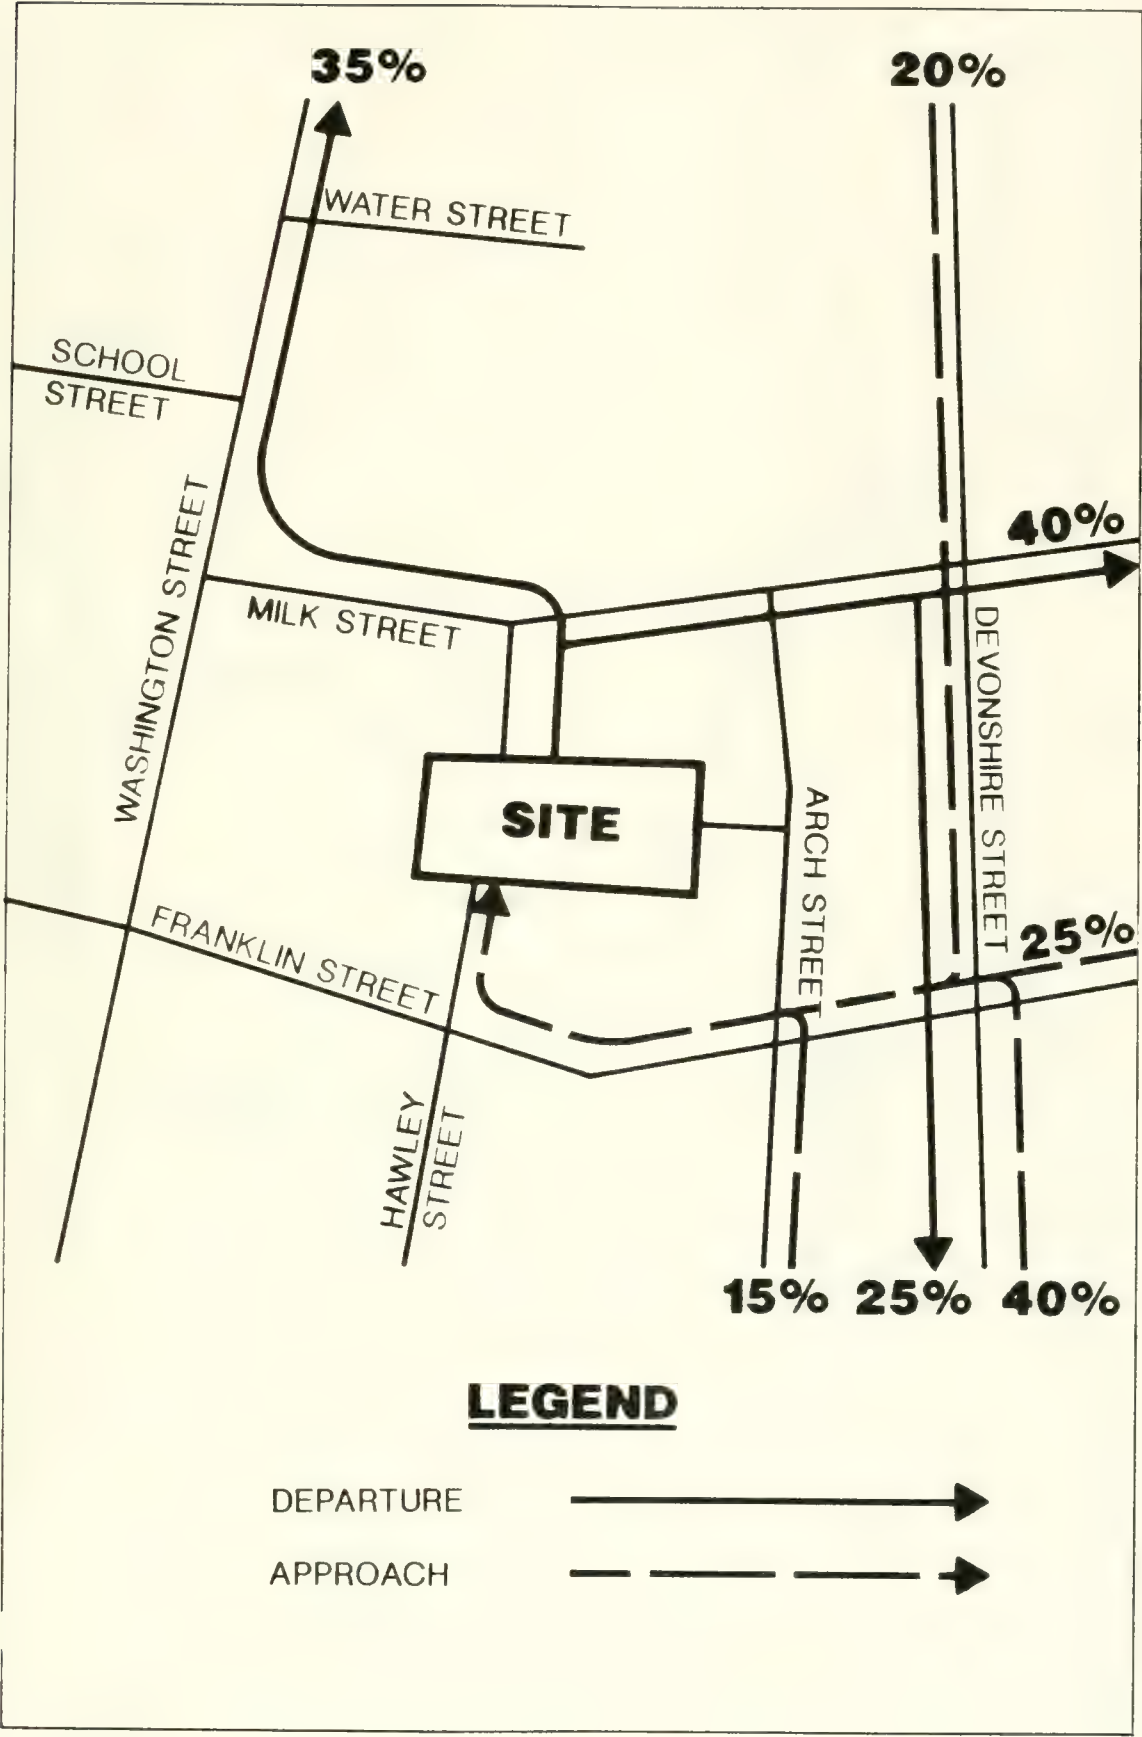 35%
20%
WATER STREET
SCHOOL
STREET
40%
WASHINGTON STREET
MILK STREET
DEVONSHIRE STREET
SITE
ARCH STREET
FRANKLIN STREET
25%
HAWLEY
STREET
15%
25%
40%
LEGEND
DEPARTURE
APPROACH